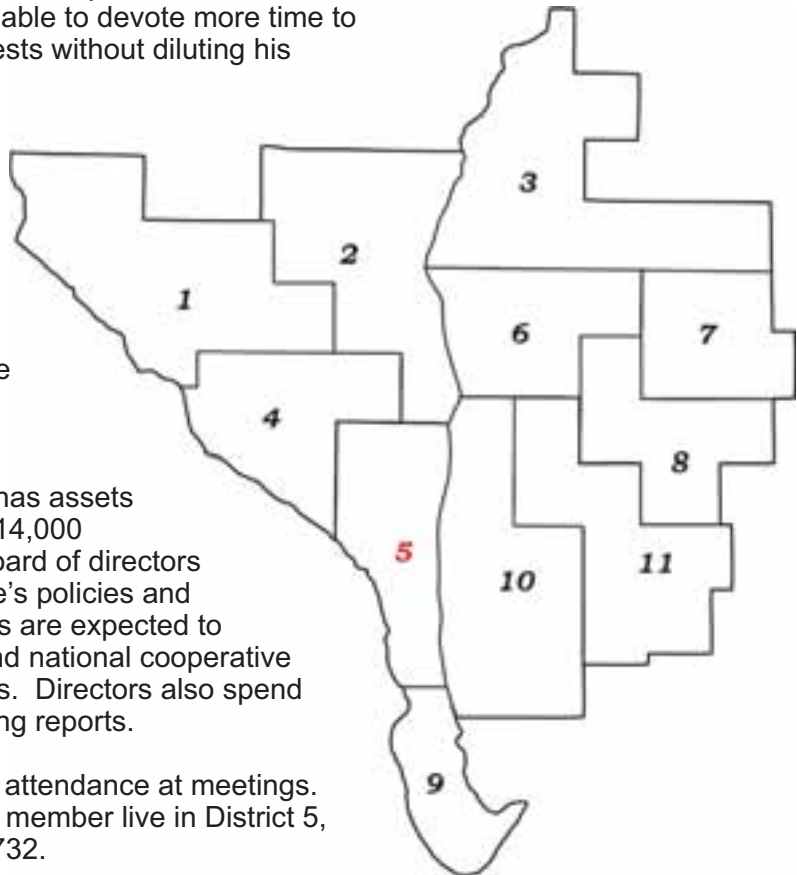 able to devote more time to
ests without diluting his
e
has assets
14,000
oard of directors
e's policies and
s are expected to
nd national cooperative
s. Directors also spend
ng reports.
attendance at meetings.
member live in District 5,
732.
3
2
1
6
7
4
8
5
10
11
9